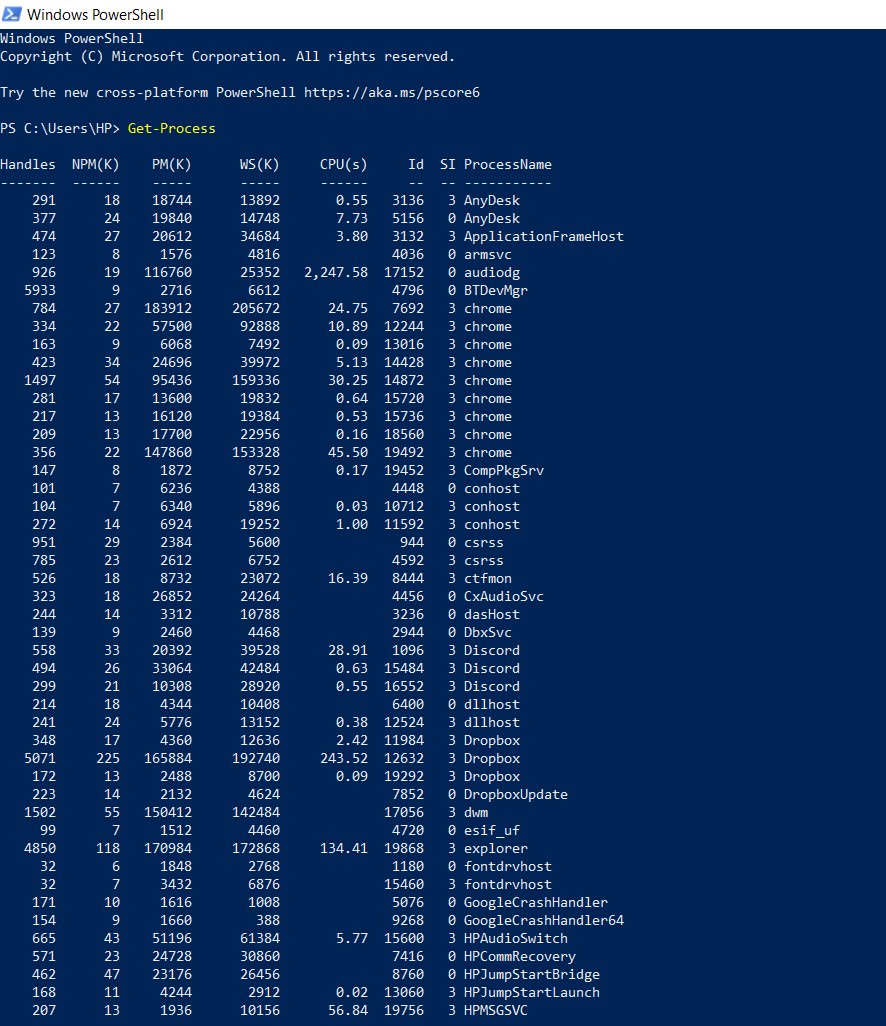 Windows PowerShell
Windows PowerShell
Copyright (C) Microsoft Corporation. All rights reserved.
Try the new cross-platform PowerShell https://aka.ms/pscore6
PS C:\Users\HP> Get-Process
Handles  NPM(K)    PM(K)      WS(K)     CPU(s)     Id  SI ProcessName
-------  ------    -----      -----     ------     --  -- -----------
    291      18    18744      13892       0.55   3136   3 AnyDesk
    377      24    19840      14748       7.73   5156   0 AnyDesk
    474      27    20612      34684       3.80   3132   3 ApplicationFrameHost
    123       8     1576       4816              4036   0 armsvc
    926      19   116760      25352   2,247.58  17152   0 audiodg
   5933       9     2716       6612              4796   0 BTDevMgr
    784      27   183912     205672      24.75   7692   3 chrome
    334      22    57500      92888      10.89  12244   3 chrome
    163       9     6068       7492       0.09  13016   3 chrome
    423      34    24696      39972       5.13  14428   3 chrome
   1497      54    95436     159336      30.25  14872   3 chrome
    281      17    13600      19832       0.64  15720   3 chrome
    217      13    16120      19384       0.53  15736   3 chrome
    209      13    17700      22956       0.16  18560   3 chrome
    356      22   147860     153328      45.50  19492   3 chrome
    147       8     1872       8752       0.17  19452   3 CompPkgSrv
    101       7     6236       4388              4448   0 conhost
    104       7     6340       5896       0.03  10712   3 conhost
    272      14     6924      19252       1.00  11592   3 conhost
    951      29     2384       5600               944   0 csrss
    785      23     2612       6752              4592   3 csrss
    526      18     8732      23072      16.39   8444   3 ctfmon
    323      18    26852      24264              4456   0 CxAudioSvc
    244      14     3312      10788              3236   0 dasHost
    139       9     2460       4468              2944   0 DbxSvc
    558      33    20392      39528      28.91   1096   3 Discord
    494      26    33064      42484       0.63  15484   3 Discord
    299      21    10308      28920       0.55  16552   3 Discord
    214      18     4344      10408              6400   0 dllhost
    241      24     5776      13152       0.38  12524   3 dllhost
    348      17     4360      12636       2.42  11984   3 Dropbox
   5071     225   165884     192740     243.52  12632   3 Dropbox
    172      13     2488       8700       0.09  19292   3 Dropbox
    223      14     2132       4624              7852   0 DropboxUpdate
   1502      55   150412     142484             17056   3 dwm
     99       7     1512       4460              4720   0 esif_uf
   4850     118   170984     172868     134.41  19868   3 explorer
     32       6     1848       2768              1180   0 fontdrvhost
     32       7     3432       6876             15460   3 fontdrvhost
    171      10     1616       1008              5076   0 GoogleCrashHandler
    154       9     1660        388              9268   0 GoogleCrashHandler64
    665      43    51196      61384       5.77  15600   3 HPAudioSwitch
    571      23    24728      30860              7416   0 HPCommRecovery
    462      47    23176      26456              8760   0 HPJumpStartBridge
    168      11     4244       2912       0.02  13060   3 HPJumpStartLaunch
    207      13     1936      10156      56.84  19756   3 HPMSGSVC